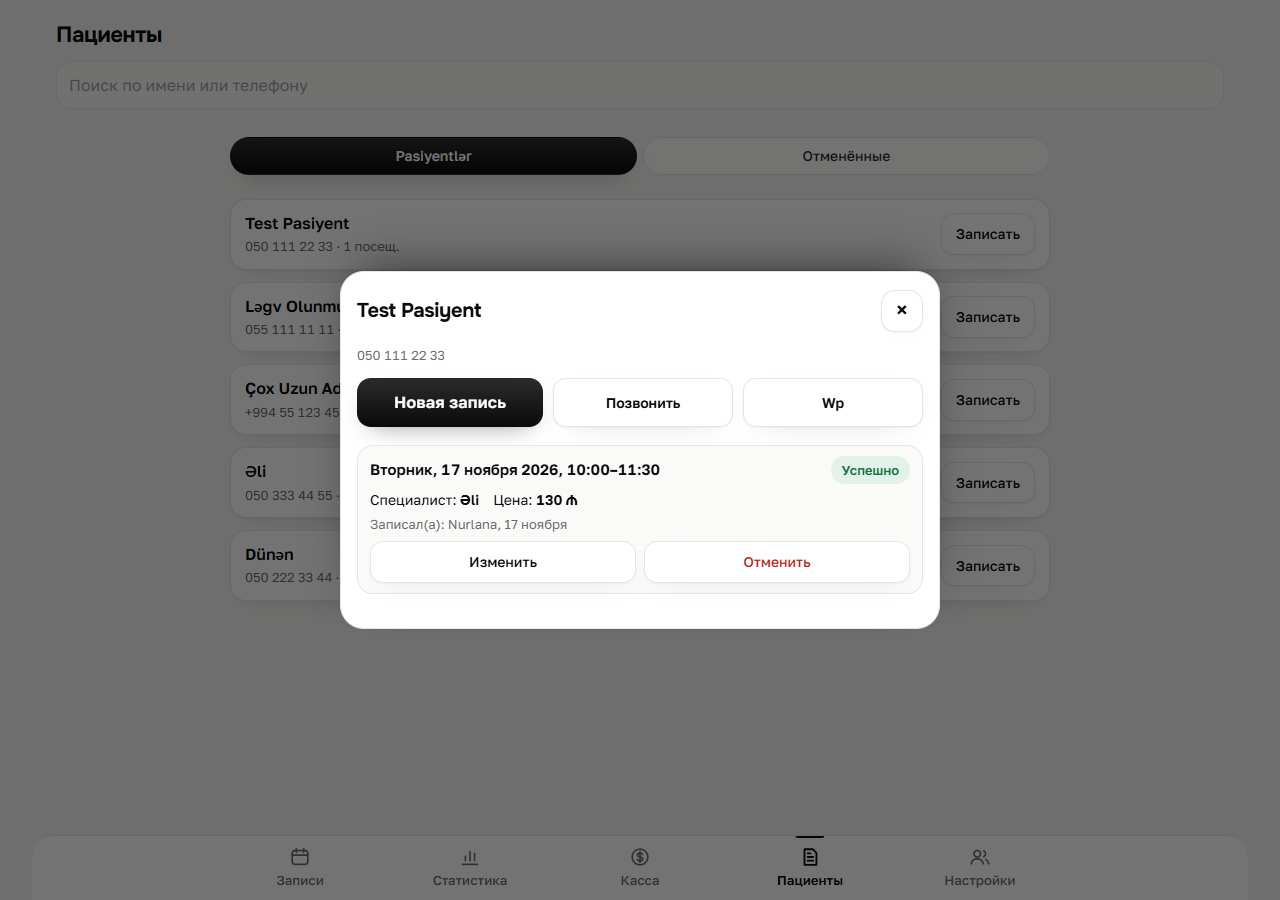 Пациенты
Поиск по имени или телефону
Pasiyentlər
Отменённые
Test Pasiyent
050 111 22 33 · 1 посещ.
Записать
Ləgv Olunmu
055 111 11 11 ·
Записать
Çox Uzun Ad
+994 55 123 45
Записать
Əli
050 333 44 55 ·
Записать
Dünən
050 222 33 44 ·
Записать
Test Pasiyent
×
050 111 22 33
Новая запись
Позвонить
Wp
Вторник, 17 ноября 2026, 10:00–11:30
Успешно
Специалист: Əli Цена: 130 ₼
Записал(а): Nurlana, 17 ноября
Изменить
Отменить
Записи
Статистика
Касса
Пациенты
Настройки